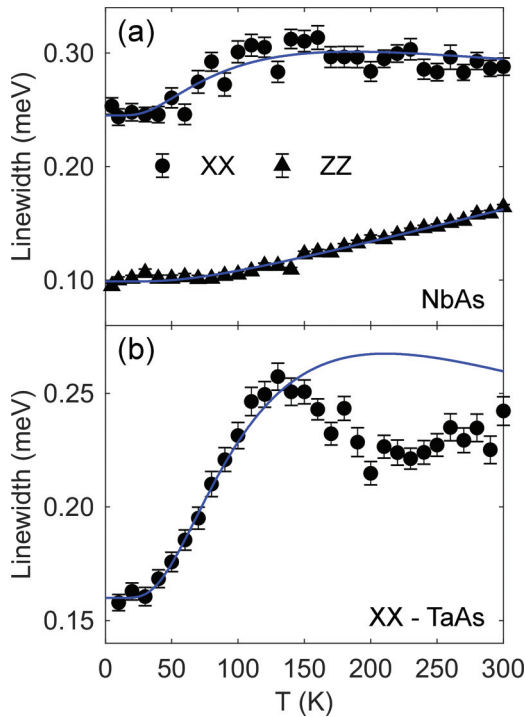 (a)
0.30
0.20
0.10
Linewidth (meV)
XX
ZZ
NbAs
(b)
0.25
0.20
0.15
Linewidth (meV)
XX - TaAs
0
50
100
150
200
250
300
T (K)